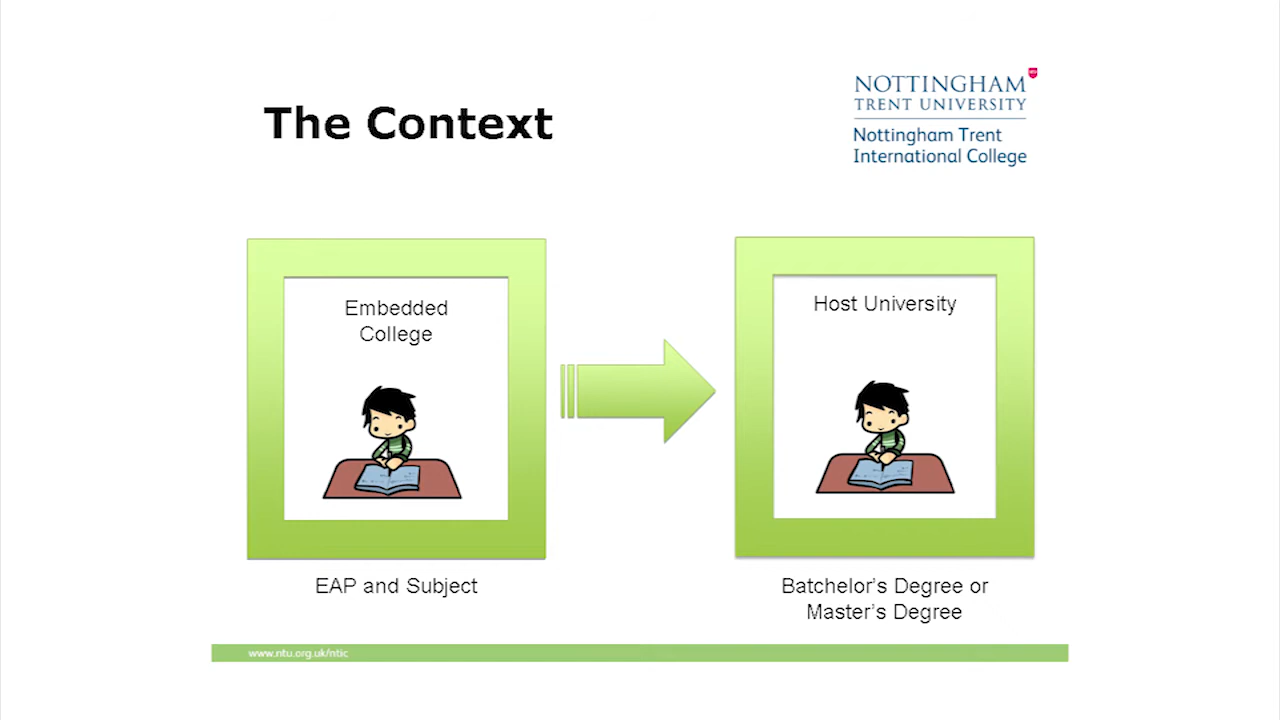 The Context
NOTTINGHAM
TRENT UNIVERSITY
Nottingham Trent
International College
Embedded
College
Host University
EAP and Subject
Batchelor's Degree or
Master's Degree
www.ntu.org.uk/ntic